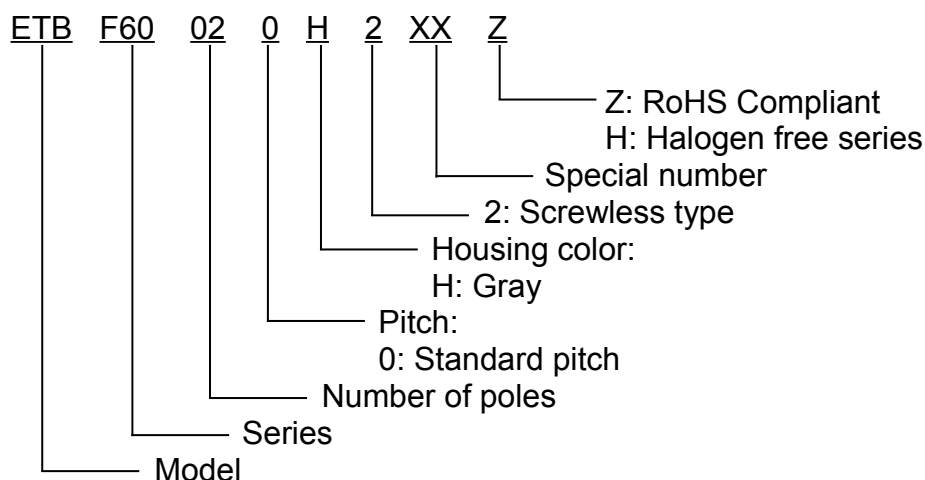 ETB F60 02 0 H 2 XX Z
Z: RoHS Compliant
H: Halogen free series
Special number
2: Screwless type
Housing color:
H: Gray
Pitch:
0: Standard pitch
Number of poles
Series
Model